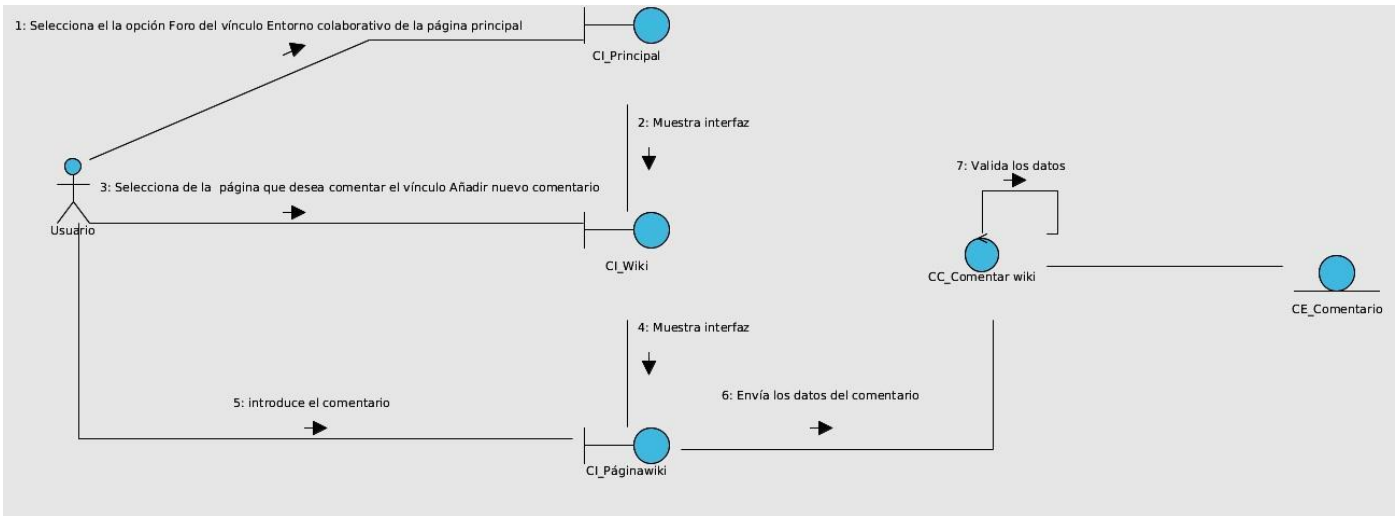 1: Selecciona el la opción Foro del vínculo Entorno colaborativo de la página principal
CI_Principal
2: Muestra interfaz
7: Valida los datos
3: Selecciona de la página que desea comentar el vínculo Añadir nuevo comentario
Usuario
CI_Wiki
CC_Comentar wiki
CE_Comentario
4: Muestra interfaz
5: introduce el comentario
6: Envía los datos del comentario
CI_Páginawiki